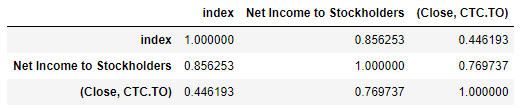 index Net Income to Stockholders (Close, CTC.TO)
index 1.000000 0.856253 0.446193
Net Income to Stockholders 0.856253 1.000000 0.769737
(Close, CTC.TO) 0.446193 0.769737 1.000000